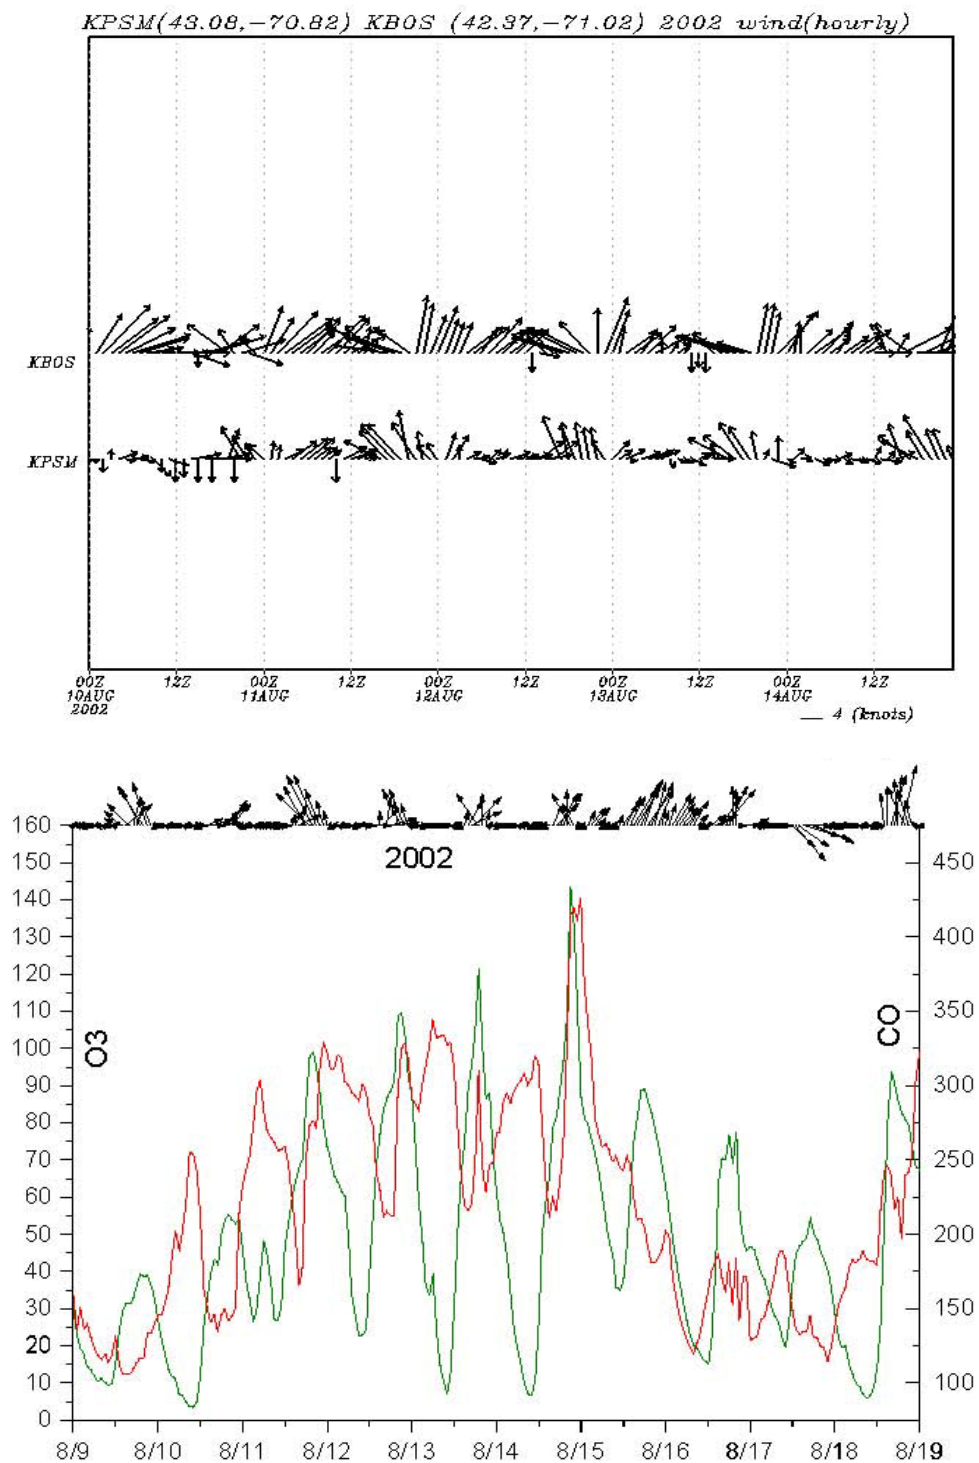 KPSM(43.08,-70.82) KBOS (42.37,-71.02) 2002 wind(hourly)
KBOS
KPSM
00Z 12Z 00Z 12Z 00Z 12Z 00Z 12Z 00Z 12Z
10AUG 11AUG 12AUG 13AUG 14AUG
2002
4 (knots)
160
2002
150 450
140
130 400
120
110 350
O3 CO
100
90 300
80
70 250
60
50 200
40
30 150
20
10 100
0
8/9 8/10 8/11 8/12 8/13 8/14 8/15 8/16 8/17 8/18 8/19